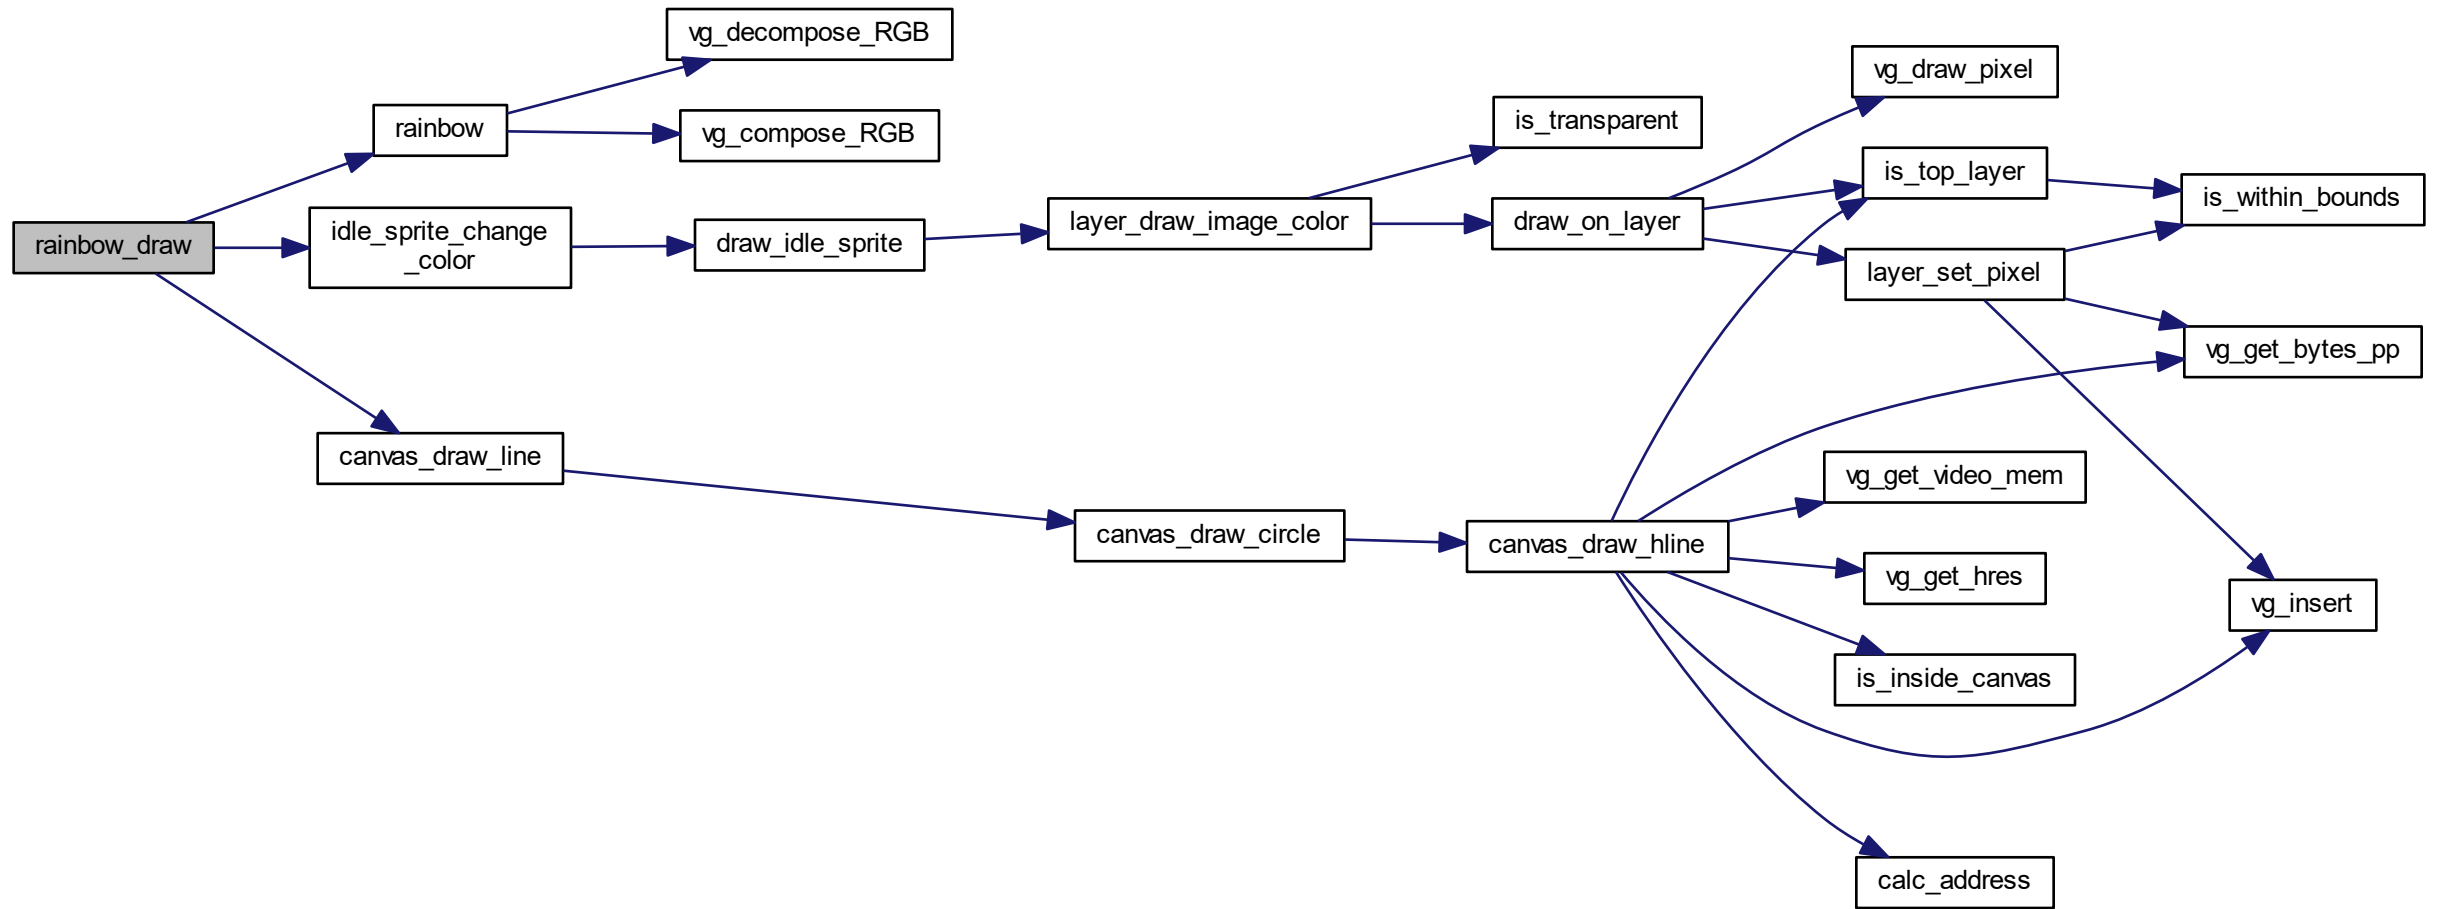 vg_decompose_RGB
rainbow
vg_compose_RGB
rainbow_draw
idle_sprite_change
_color
draw_idle_sprite
layer_draw_image_color
is_transparent
draw_on_layer
vg_draw_pixel
is_top_layer
is_within_bounds
layer_set_pixel
vg_get_bytes_pp
canvas_draw_line
canvas_draw_circle
canvas_draw_hline
vg_get_video_mem
vg_get_hres
vg_insert
is_inside_canvas
calc_address